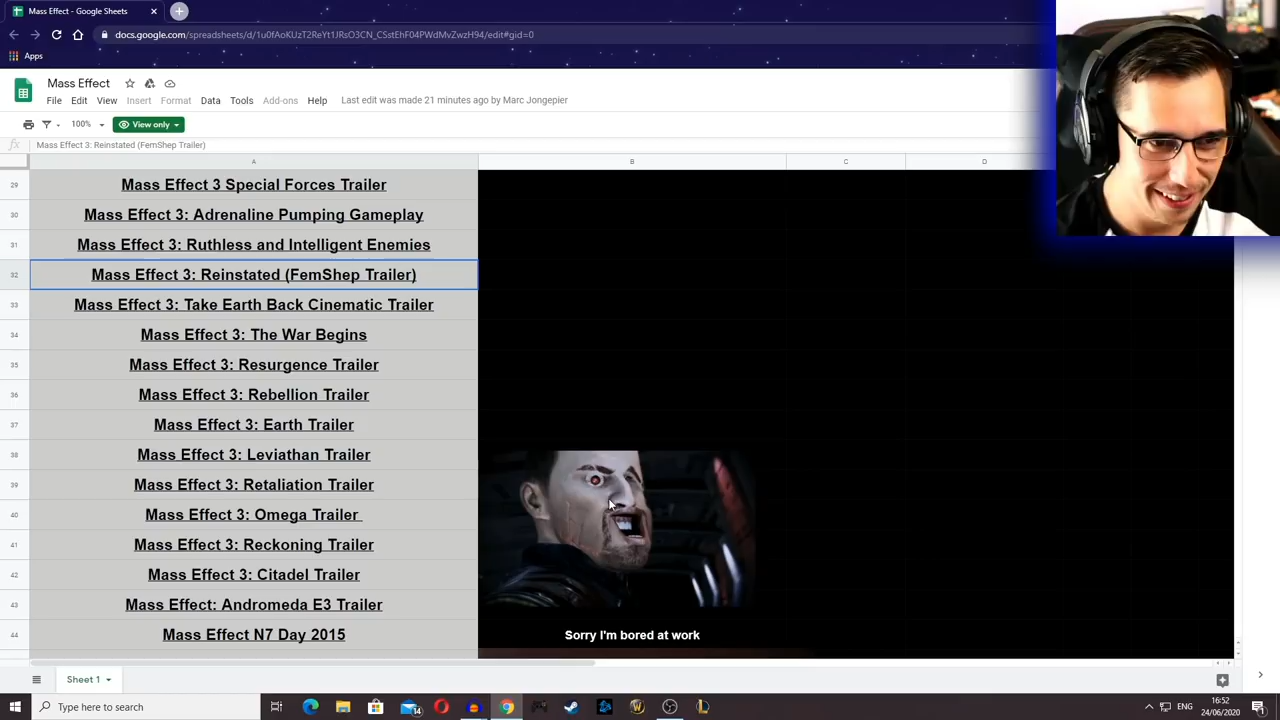 Mass Effect - Google Sheets
docs.google.com/spreadsheets/d/1u0fAoKUzT2ReYt1JRsO3CN_CSstEhF04PWdMvZwzH94/edit#gid=0
Apps
Mass Effect
File Edit View Insert Format Data Tools Add-ons Help Last edit was made 21 minutes ago by Marc Jongepier
100% View only
fx Mass Effect 3: Reinstated (FemShep Trailer)
A B C D
29 Mass Effect 3 Special Forces Trailer
30 Mass Effect 3: Adrenaline Pumping Gameplay
31 Mass Effect 3: Ruthless and Intelligent Enemies
32 Mass Effect 3: Reinstated (FemShep Trailer)
33 Mass Effect 3: Take Earth Back Cinematic Trailer
34 Mass Effect 3: The War Begins
35 Mass Effect 3: Resurgence Trailer
36 Mass Effect 3: Rebellion Trailer
37 Mass Effect 3: Earth Trailer
38 Mass Effect 3: Leviathan Trailer
39 Mass Effect 3: Retaliation Trailer
40 Mass Effect 3: Omega Trailer
41 Mass Effect 3: Reckoning Trailer
42 Mass Effect 3: Citadel Trailer
43 Mass Effect: Andromeda E3 Trailer
44 Mass Effect N7 Day 2015 Sorry I'm bored at work
Sheet 1
Type here to search
14
ENG
16:52
24/06/2020
1